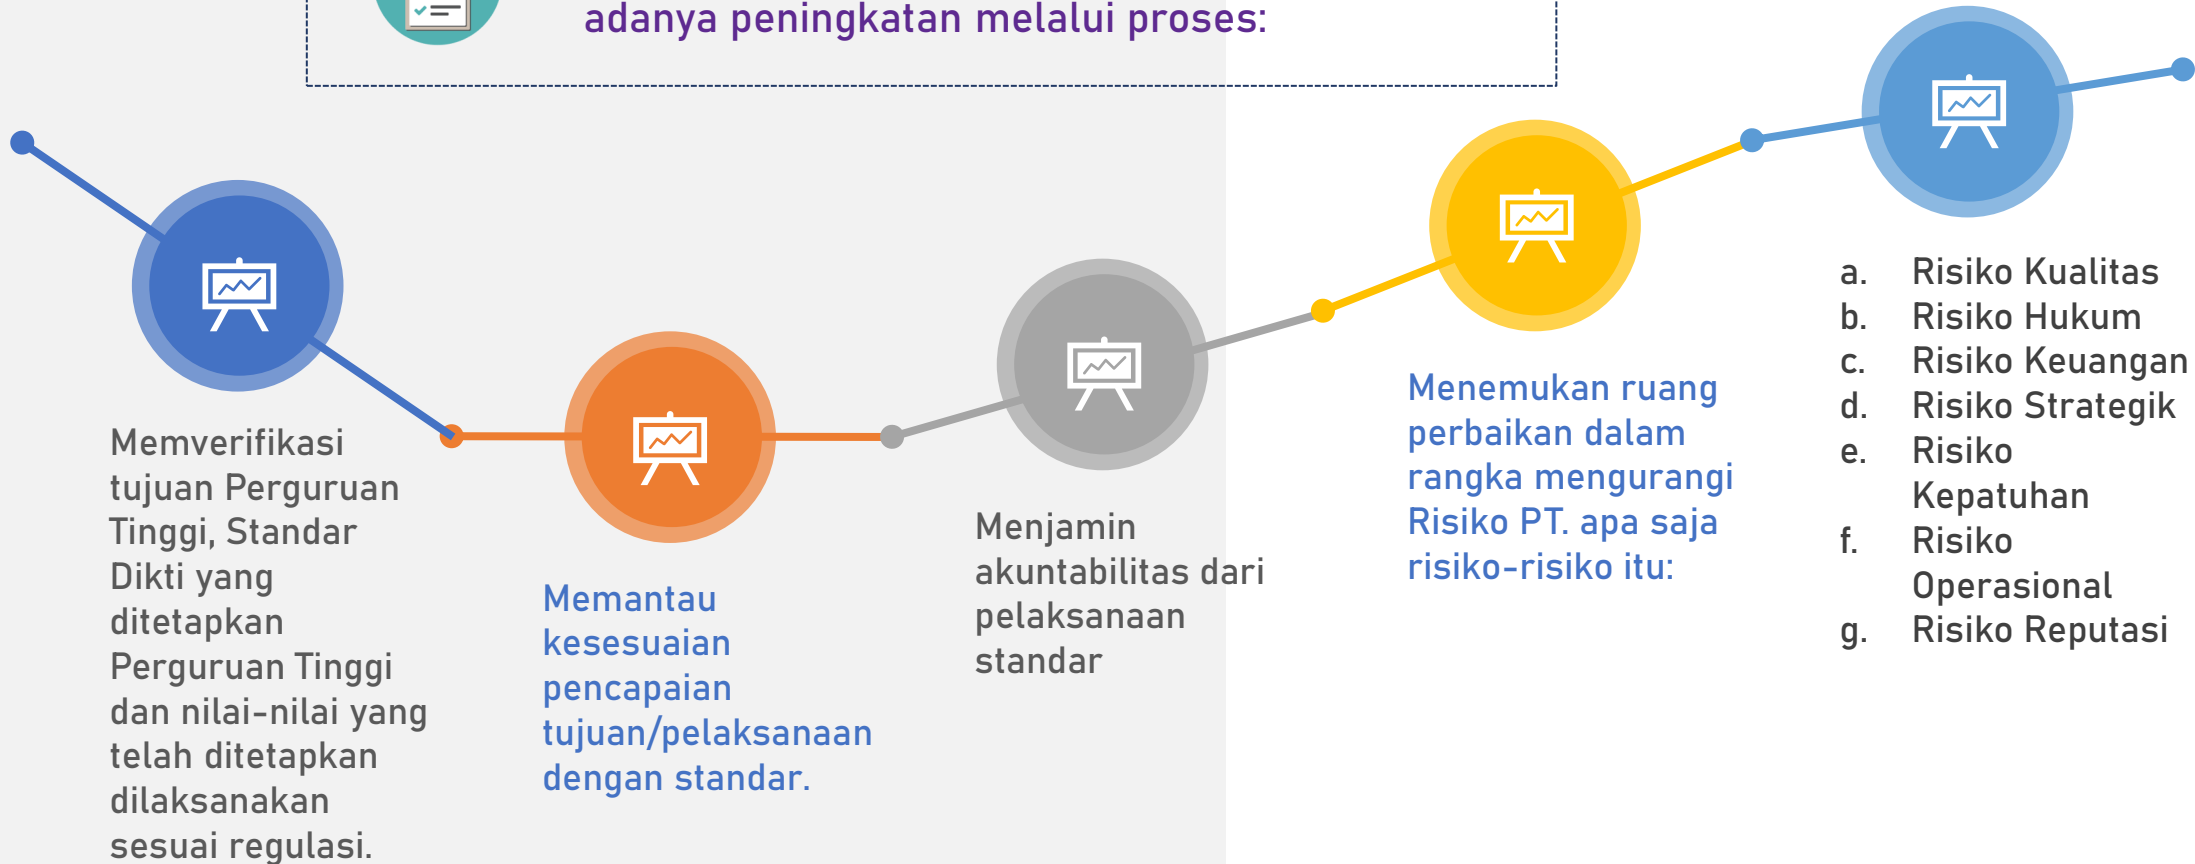 adanya peningkatan melalui proses:
Memverifikasi
tujuan Perguruan
Tinggi, Standar
Dikti yang
ditetapkan
Perguruan Tinggi
dan nilai-nilai yang
telah ditetapkan
dilaksanakan
sesuai regulasi.
Memantau
kesesuaian
pencapaian
tujuan/pelaksanaan
dengan standar.
Menjamin
akuntabilitas dari
pelaksanaan
standar
Menemukan ruang
perbaikan dalam
rangka mengurangi
Risiko PT. apa saja
risiko-risiko itu:
a. Risiko Kualitas
b. Risiko Hukum
c. Risiko Keuangan
d. Risiko Strategik
e. Risiko
Kepatuhan
f. Risiko
Operasional
g. Risiko Reputasi